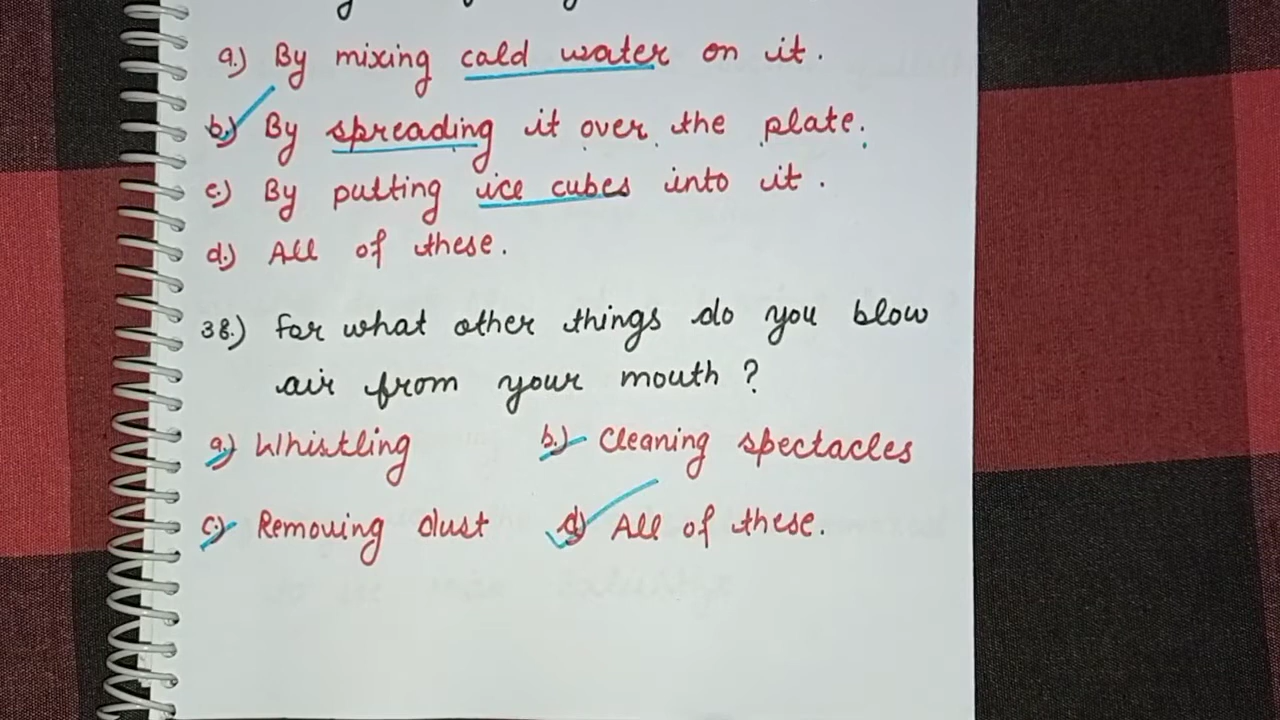 a.) By mixing cold water on it.
b.) By spreading it over the plate.
c.) By putting ice cubes into it.
d.) All of these.
38.) For what other things do you blow
air from your mouth ?
a.) Whistling b.) Cleaning spectacles
c.) Removing dust d.) All of these.